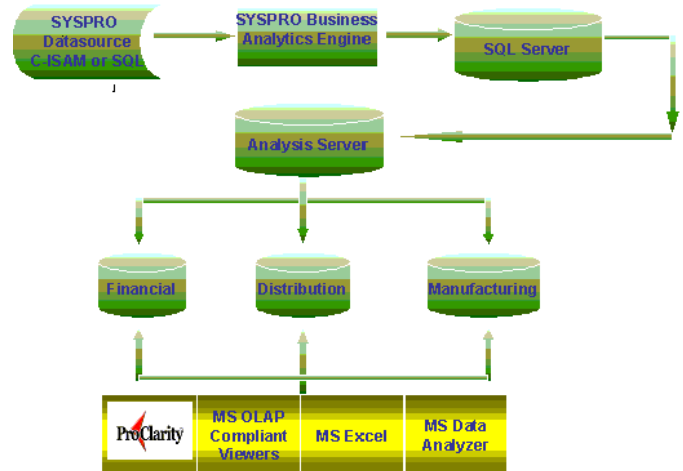 SYSPRO
Datasource
C-ISAM or SQL
SYSPRO Business
Analytics Engine
SQL Server
Analysis Server
Financial
Distribution
Manufacturing
ProClarity
MS OLAP
Compliant
Viewers
MS Excel
MS Data
Analyzer